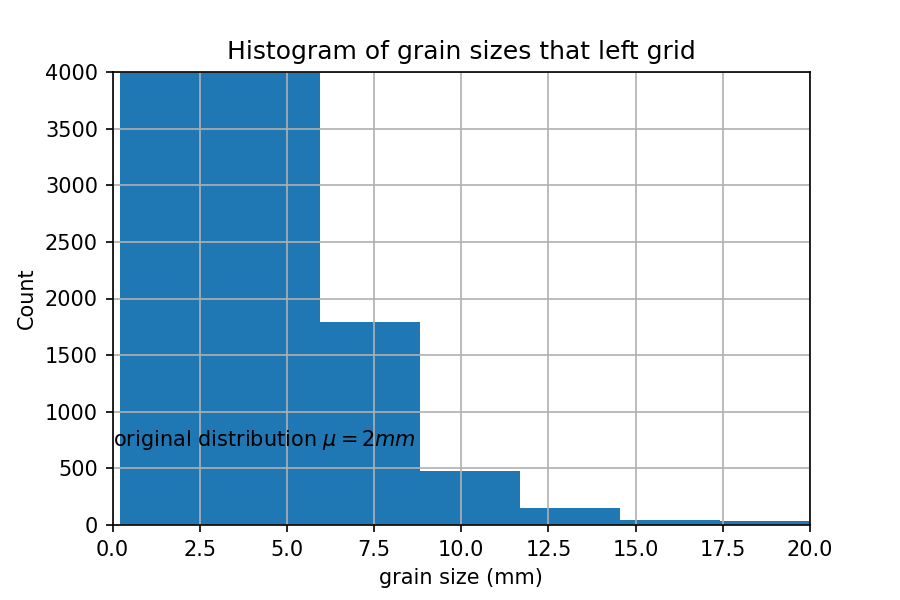 Histogram of grain sizes that left grid
4000
3500
3000
2500
2000
1500
1000
500
0
Count
original distribution μ = 2mm
0.0 2.5 5.0 7.5 10.0 12.5 15.0 17.5 20.0
grain size (mm)